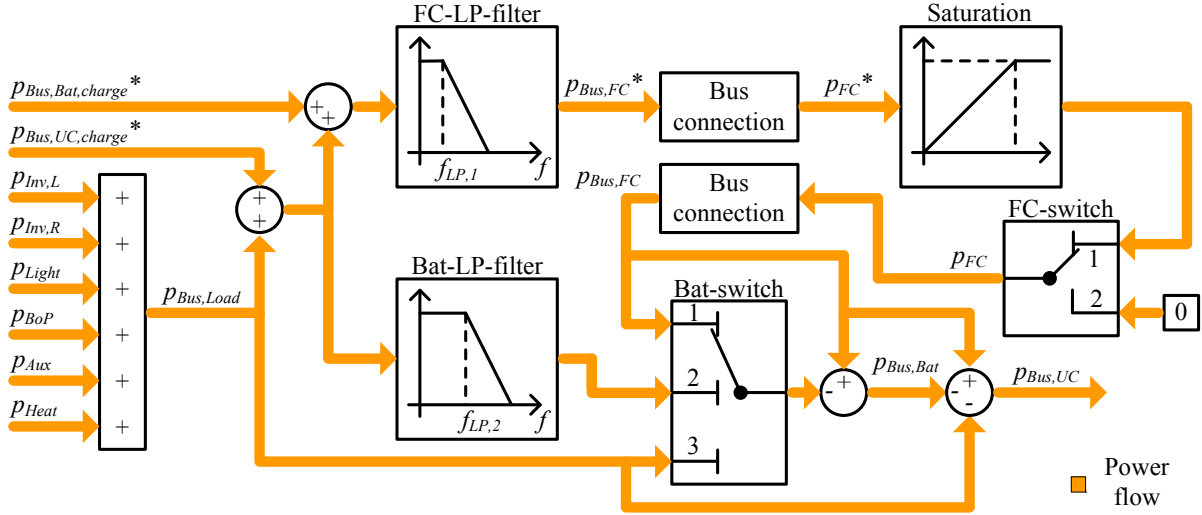 FC-LP-filter
Saturation
p_Bus,Bat,charge*
+
+
f_LP,1
f
p_Bus,FC*
Bus
connection
p_FC*
p_Bus,UC,charge*
p_Inv,L
+
p_Inv,R
+
p_Light
+
p_BoP
+
p_Aux
+
p_Heat
+
+
+
p_Bus,Load
p_Bus,FC
Bus
connection
FC-switch
p_FC
1
2
0
Bat-LP-filter
f_LP,2
f
Bat-switch
1
2
3
+
-
p_Bus,Bat
+
-
-
p_Bus,UC
Power
flow